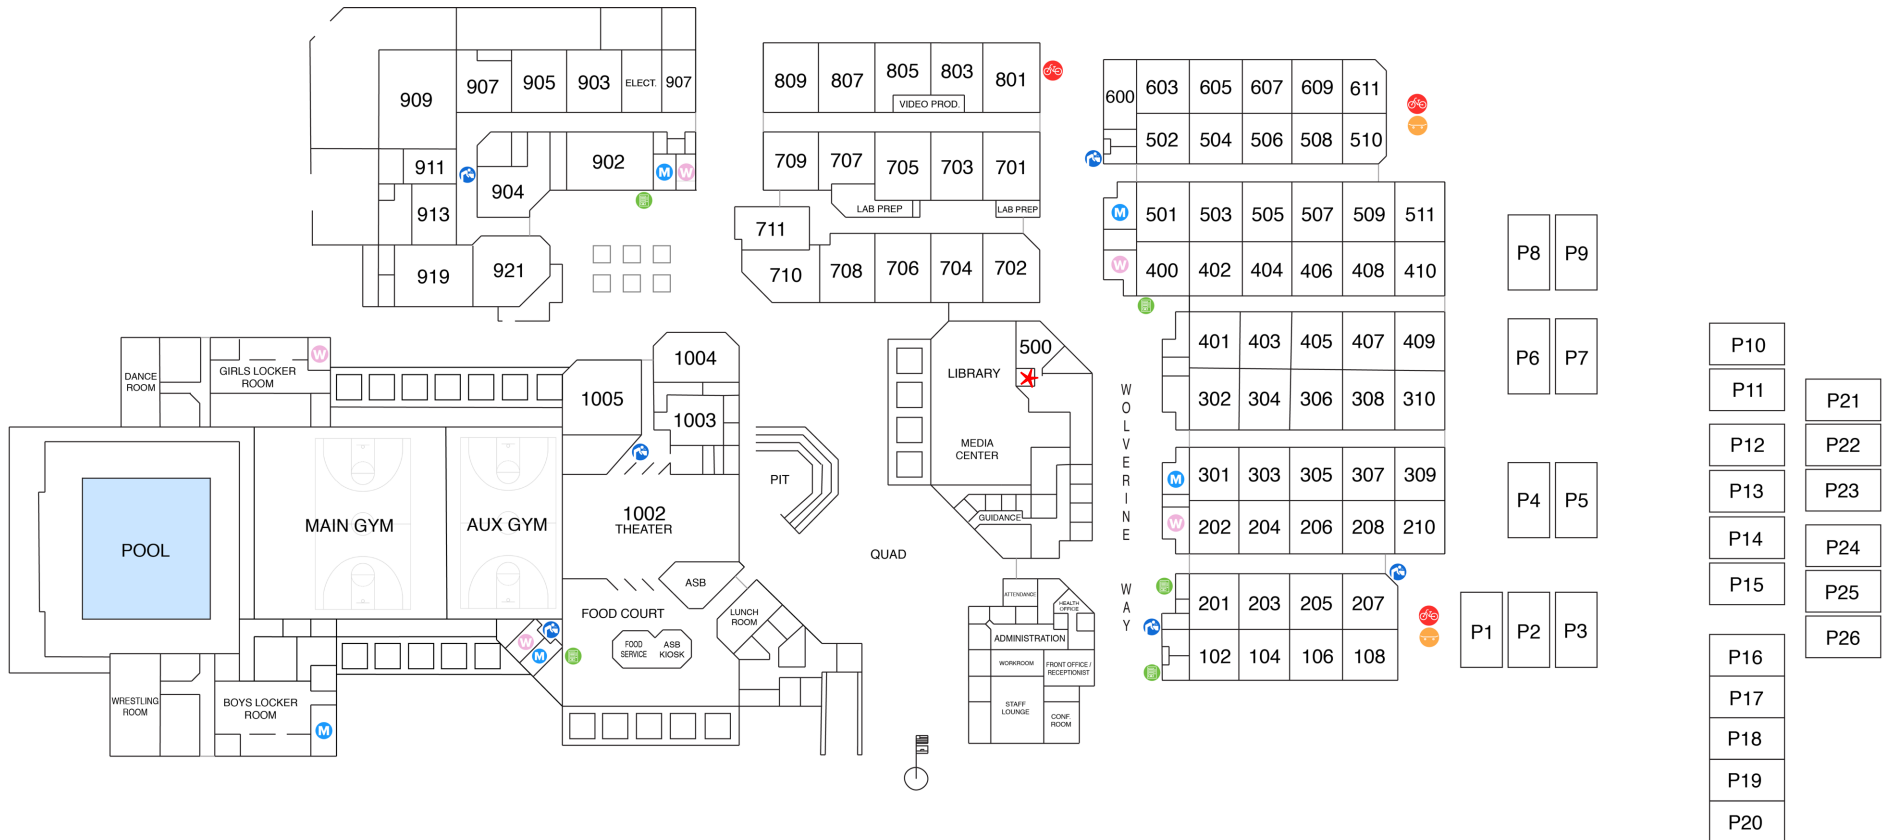 909
907
905
903
ELECT.
907
911
913
904
902
M
W
919
921
809
807
805
803
801
VIDEO PROD.
709
707
705
703
701
LAB PREP
LAB PREP
711
710
708
706
704
702
600
603
605
607
609
611
502
504
506
508
510
M
501
503
505
507
509
511
W
400
402
404
406
408
410
401
403
405
407
409
302
304
306
308
310
M
301
303
305
307
309
W
202
204
206
208
210
201
203
205
207
102
104
106
108
WOLVERINE
WAY
P8
P9
P6
P7
P4
P5
P1
P2
P3
P10
P11
P12
P13
P14
P15
P16
P17
P18
P19
P20
P21
P22
P23
P24
P25
P26
DANCE
ROOM
GIRLS LOCKER
ROOM
W
1005
1004
1003
1002
THEATER
POOL
MAIN GYM
AUX GYM
PIT
QUAD
ASB
FOOD COURT
LUNCH
ROOM
FOOD
SERVICE
ASB
KIOSK
W
M
WRESTLING
ROOM
BOYS LOCKER
ROOM
M
500
LIBRARY
MEDIA
CENTER
GUIDANCE
ATTENDANCE
HEALTH
OFFICE
ADMINISTRATION
WORKROOM
FRONT OFFICE /
RECEPTIONIST
STAFF
LOUNGE
CONF.
ROOM